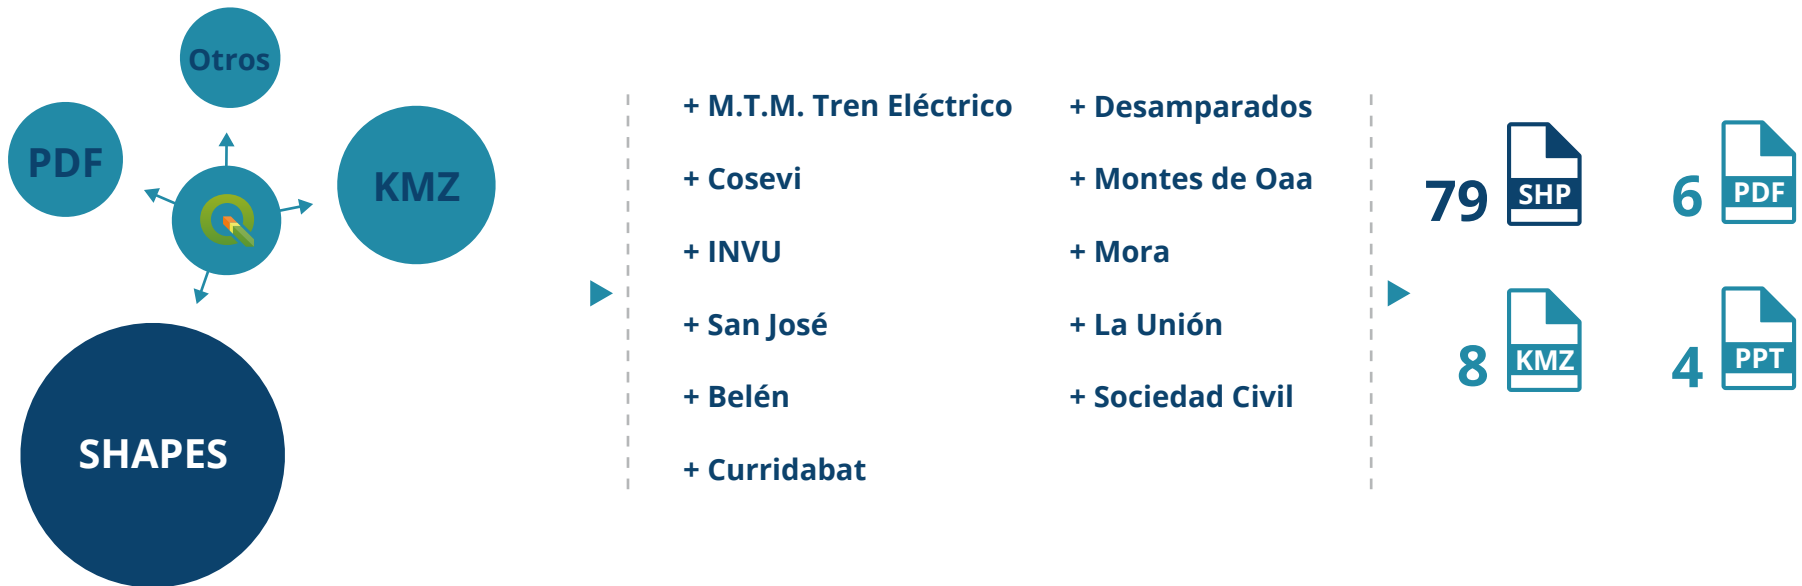 Otros
PDF
KMZ
SHAPES
+ M.T.M. Tren Eléctrico
+ Cosevi
+ INVU
+ San José
+ Belén
+ Curridabat
+ Desamparados
+ Montes de Oaa
+ Mora
+ La Unión
+ Sociedad Civil
79 SHP
6 PDF
8 KMZ
4 PPT